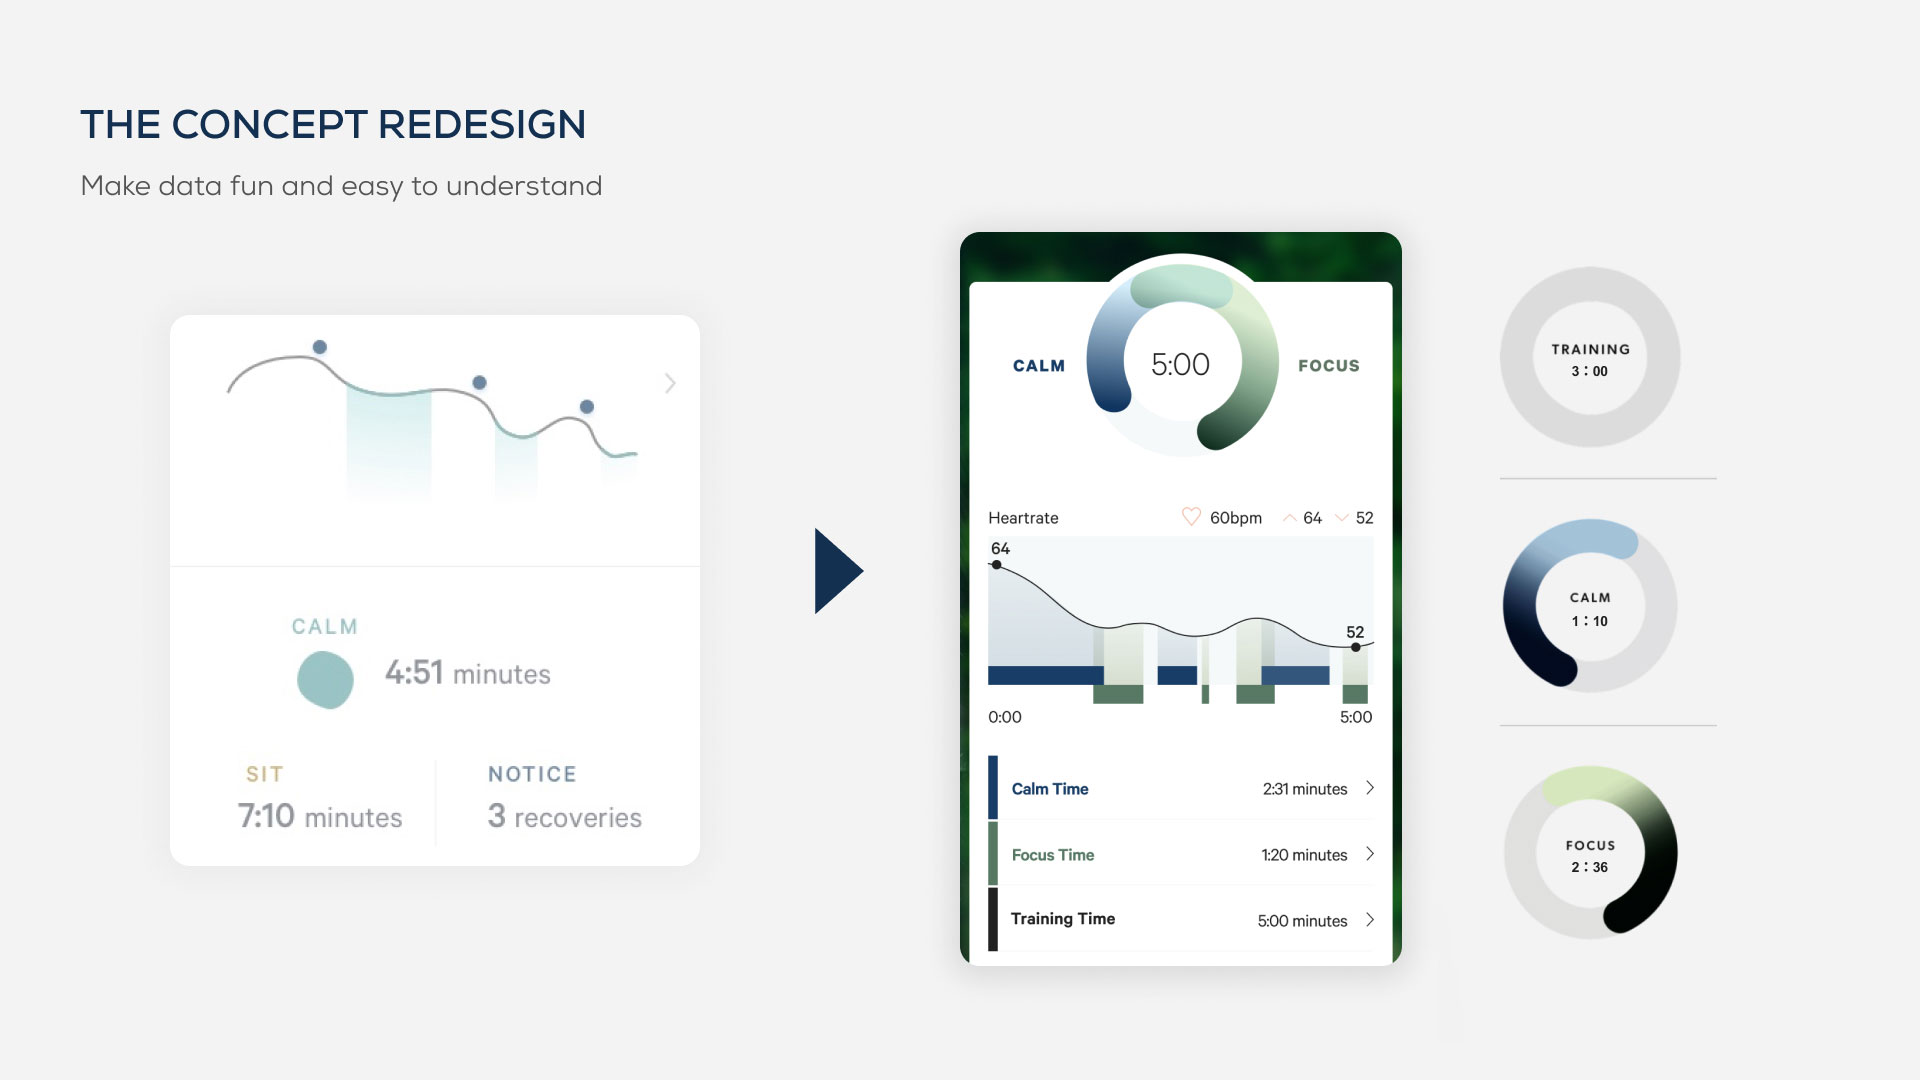 THE CONCEPT REDESIGN
Make data fun and easy to understand
CALM
4:51 minutes
SIT
7:10 minutes
NOTICE
3 recoveries
CALM
5:00
FOCUS
Heartrate
60bpm
64
52
64
52
0:00
5:00
Calm Time
2:31 minutes
Focus Time
1:20 minutes
Training Time
5:00 minutes
TRAINING
3 : 00
CALM
1 : 10
FOCUS
2 : 36